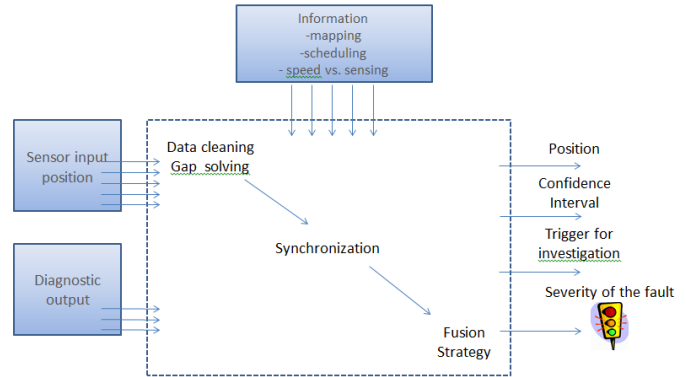 Information
-mapping
-scheduling
- speed vs. sensing
Sensor input
position
Data cleaning
Gap solving
Position
Confidence
Interval
Synchronization
Trigger for
investigation
Diagnostic
output
Severity of the fault
Fusion
Strategy